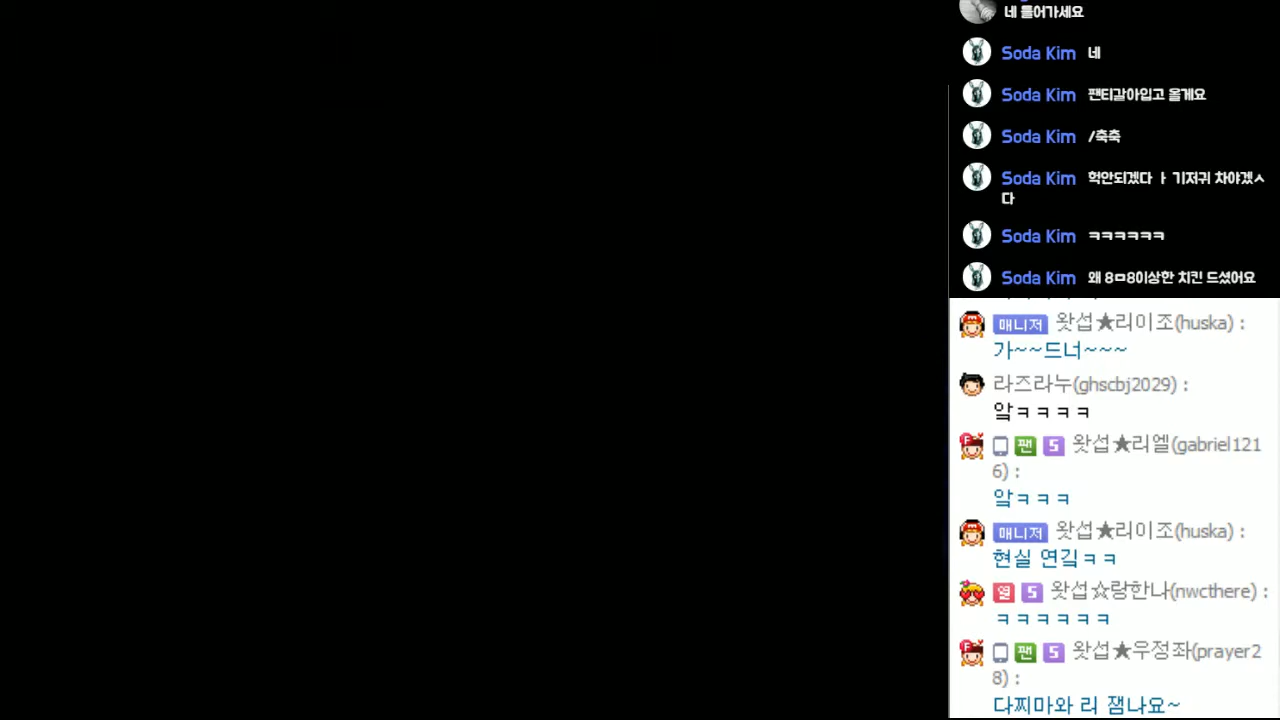 네 들어가세요
Soda Kim 네
Soda Kim 팬티갈아입고 올게요
Soda Kim /축축
Soda Kim 헉안되겠다 ㅏ 기저귀 차야겠ㅅ
다
Soda Kim ㅋㅋㅋㅋㅋㅋ
Soda Kim 왜 8ㅁ8이상한 치킨 드셨어요
매니저 왓섭★리이조(huska) :
가~~드너~~~
라즈라누(ghscbj2029) :
앜ㅋㅋㅋㅋ
F 팬 5 왓섭★리엘(gabriel121
6) :
앜ㅋㅋㅋ
매니저 왓섭★리이조(huska) :
현실 연깈ㅋㅋ
열 5 왓섭☆랑한나(nwcthere) :
ㅋㅋㅋㅋㅋㅋ
F 팬 5 왓섭★우정좌(prayer2
8) :
다찌마와 리 잼나요~